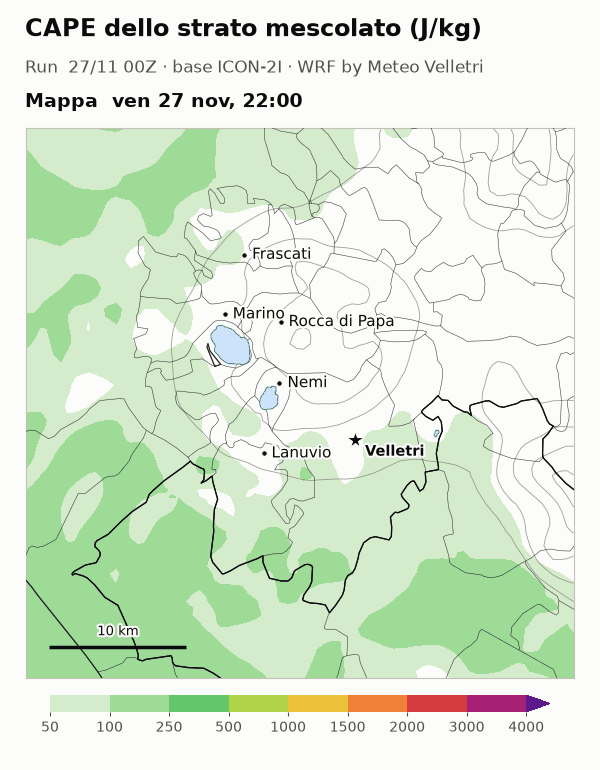 CAPE dello strato mescolato (J/kg)
Run  27/11 00Z · base ICON-2I · WRF by Meteo Velletri
Mappa  ven 27 nov, 22:00
Frascati
Marino
Rocca di Papa
Nemi
Velletri
Lanuvio
10 km
50 100 250 500 1000 1500 2000 3000 4000